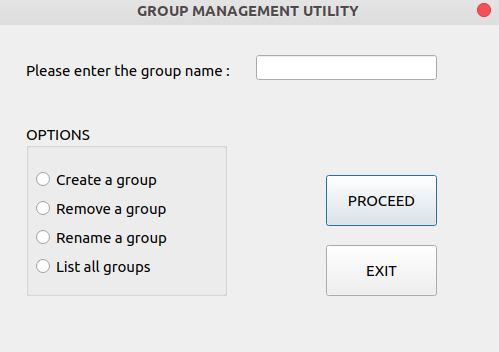 GROUP MANAGEMENT UTILITY
Please enter the group name :
OPTIONS
Create a group
Remove a group
Rename a group
List all groups
PROCEED
EXIT